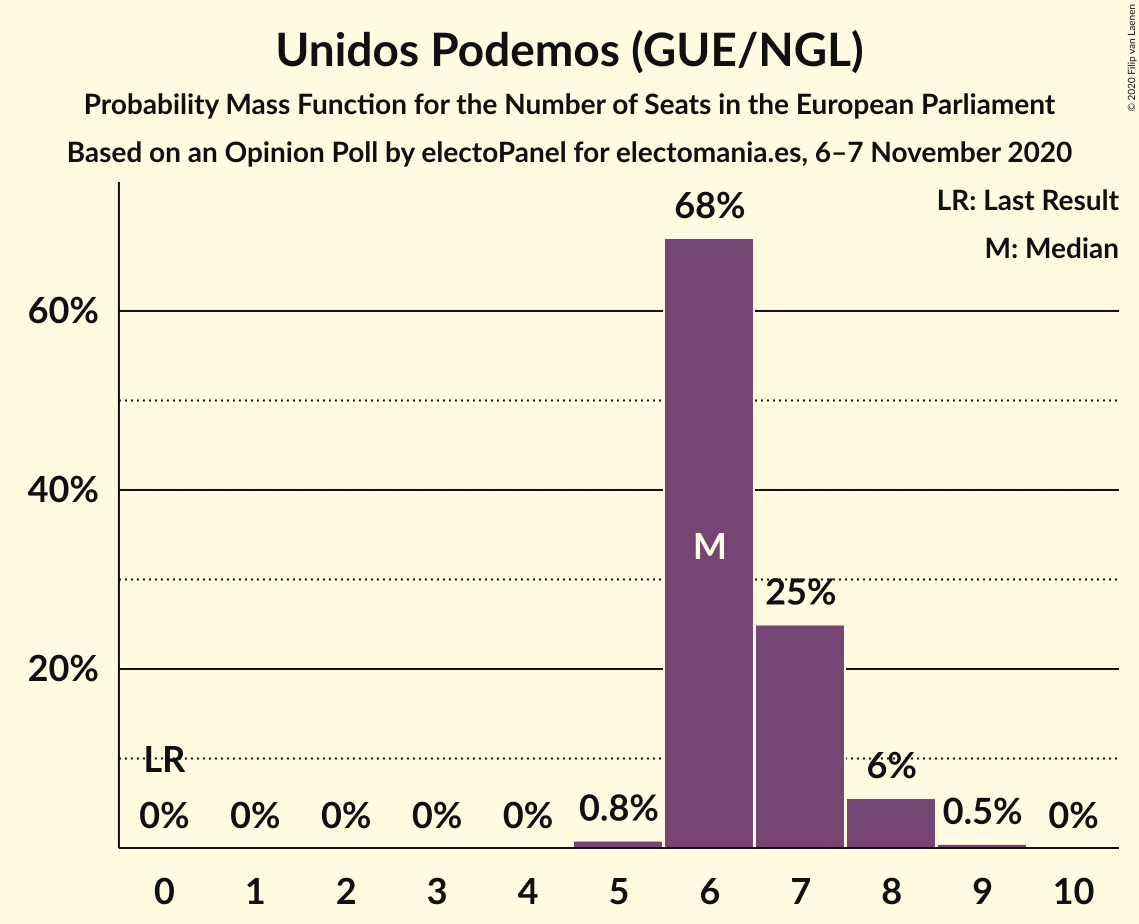 Unidos Podemos (GUE/NGL)
Probability Mass Function for the Number of Seats in the European Parliament
Based on an Opinion Poll by electoPanel for electomania.es, 6–7 November 2020
© 2020 Filip van Laenen
LR: Last Result
M: Median
68%
60%
40%
M
25%
20%
LR
6%
0% 0% 0% 0% 0% 0.8% 0.5% 0%
0 1 2 3 4 5 6 7 8 9 10